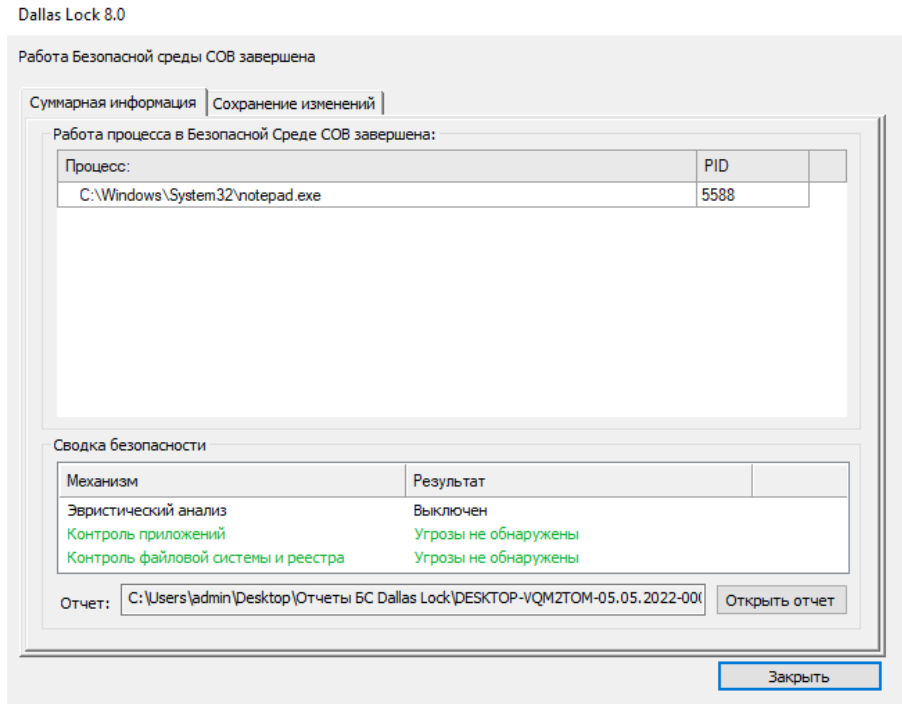 Dallas Lock 8.0
Работа Безопасной среды СОВ завершена
Суммарная информация Сохранение изменений
Работа процесса в Безопасной Среде СОВ завершена:
Процесс: PID
C:\Windows\System32\notepad.exe 5588
Сводка безопасности
Механизм Результат
Эвристический анализ Выключен
Контроль приложений Угрозы не обнаружены
Контроль файловой системы и реестра Угрозы не обнаружены
Отчет: C:\Users\admin\Desktop\Отчеты БС Dallas Lock\DESKTOP-VQM2TOM-05.05.2022-00( Открыть отчет
Закрыть